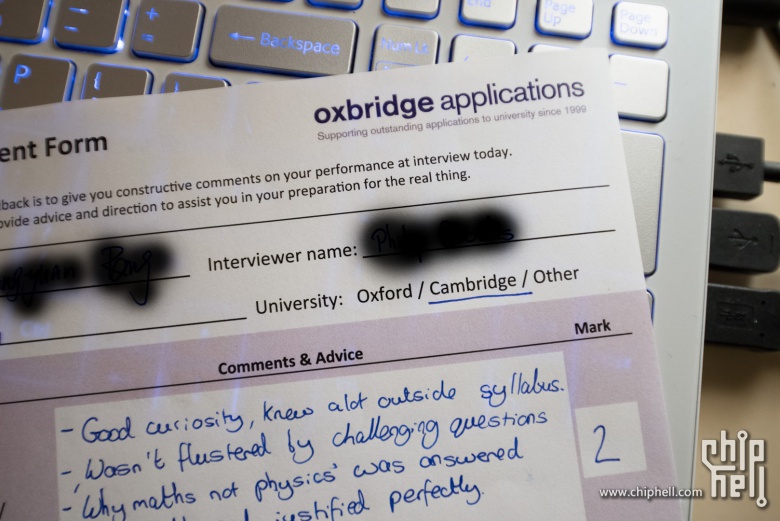 Backspace
Num Lk
End
Page Up
Page Down
P
oxbridge applications
Supporting outstanding applications to university since 1999
ent Form
back is to give you constructive comments on your performance at interview today.
ovide advice and direction to assist you in your preparation for the real thing.
Interviewer name:
University: Oxford / Cambridge / Other
Comments & Advice
Mark
- Good curiosity, knew alot outside syllabus.
- Wasn't flustered by challenging questions
- 'Why maths not physics' was answered
justified perfectly.
2
www.chiphell.com
chip hell